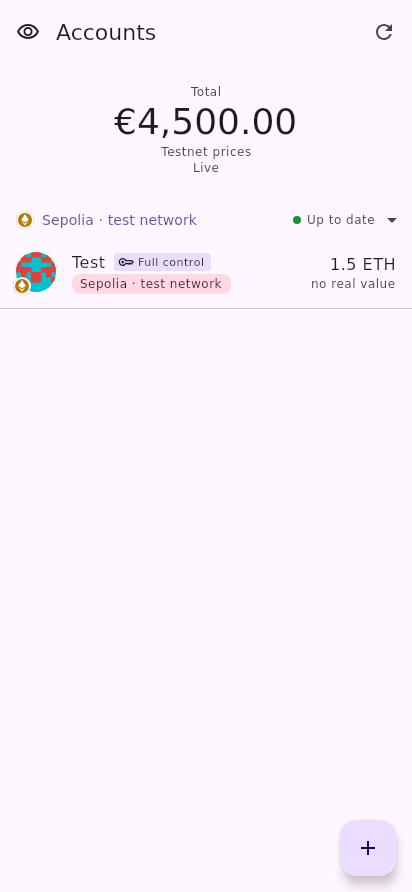 Accounts
Total
€4,500.00
Testnet prices
Live
Sepolia · test network
Up to date
Test
Full control
1.5 ETH
Sepolia · test network
no real value